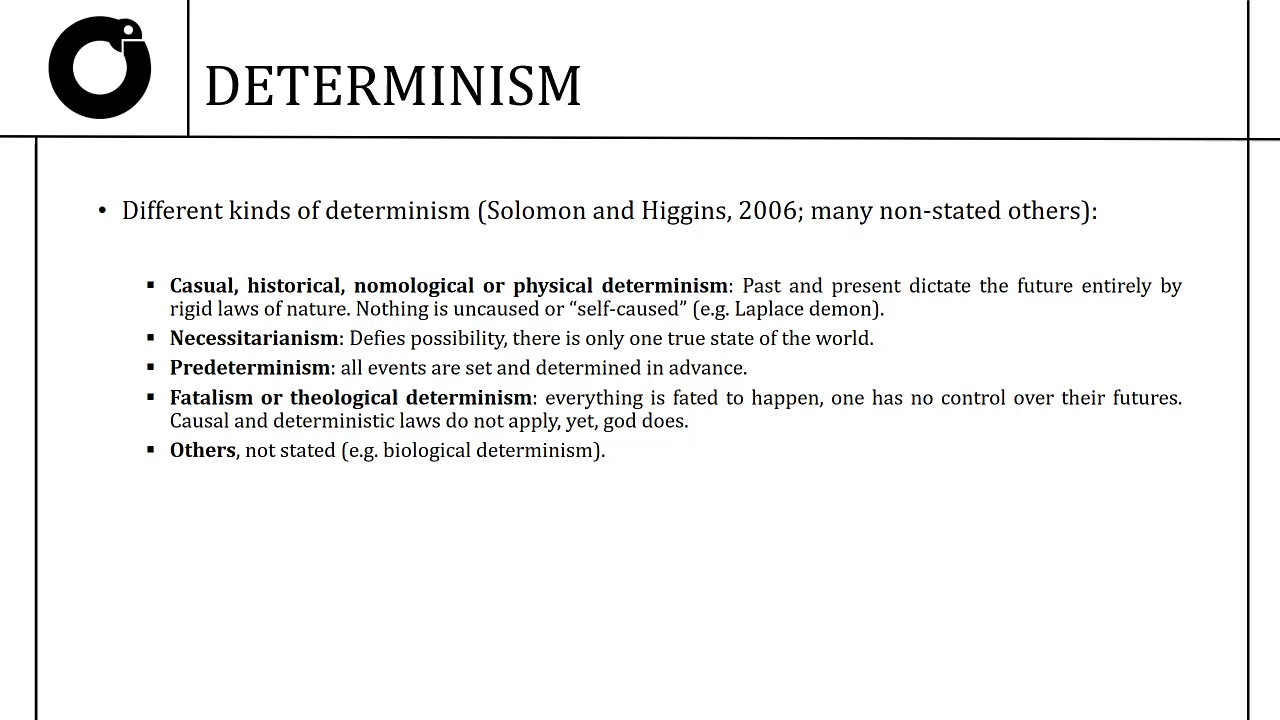 DETERMINISM
• Different kinds of determinism (Solomon and Higgins, 2006; many non-stated others):
▪ Casual, historical, nomological or physical determinism: Past and present dictate the future entirely by
rigid laws of nature. Nothing is uncaused or “self-caused” (e.g. Laplace demon).
▪ Necessitarianism: Defies possibility, there is only one true state of the world.
▪ Predeterminism: all events are set and determined in advance.
▪ Fatalism or theological determinism: everything is fated to happen, one has no control over their futures.
Causal and deterministic laws do not apply, yet, god does.
▪ Others, not stated (e.g. biological determinism).